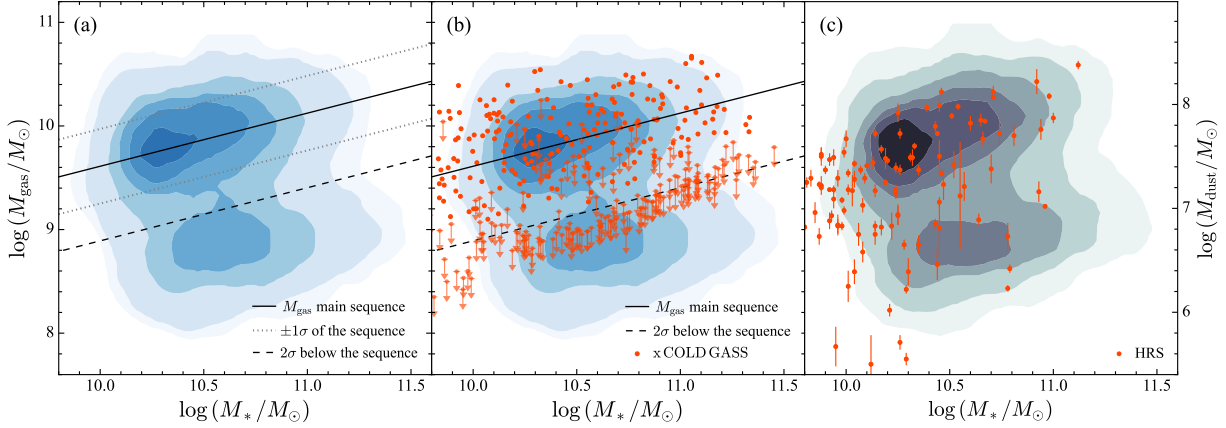 (a)
(b)
(c)
11
10
9
8
log (M_gas/M_⊙)
10.0 10.5 11.0 11.5
log (M_*/M_⊙)
M_gas main sequence
±1σ of the sequence
2σ below the sequence
10.0 10.5 11.0 11.5
log (M_*/M_⊙)
M_gas main sequence
2σ below the sequence
x COLD GASS
10.0 10.5 11.0 11.5
log (M_*/M_⊙)
HRS
8
7
6
log (M_dust/M_⊙)